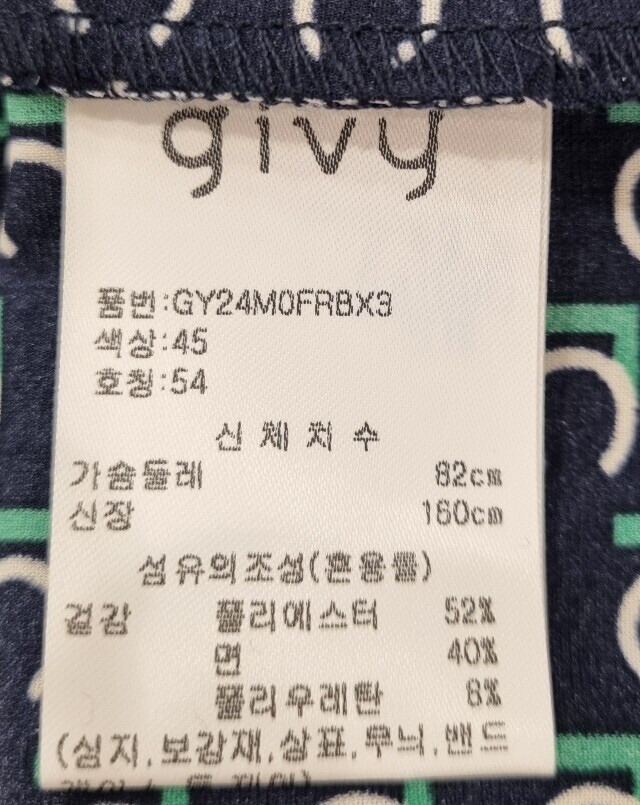 givy
품번:GY24M0FRBX3
색상:45
호칭:54
신 체 치 수
가슴둘레 82cm
신장 160cm
섬유의조성(혼용률)
겉감 폴리에스터 52%
면 40%
폴리우레탄 8%
(심지,보강재,상표,무늬,밴드